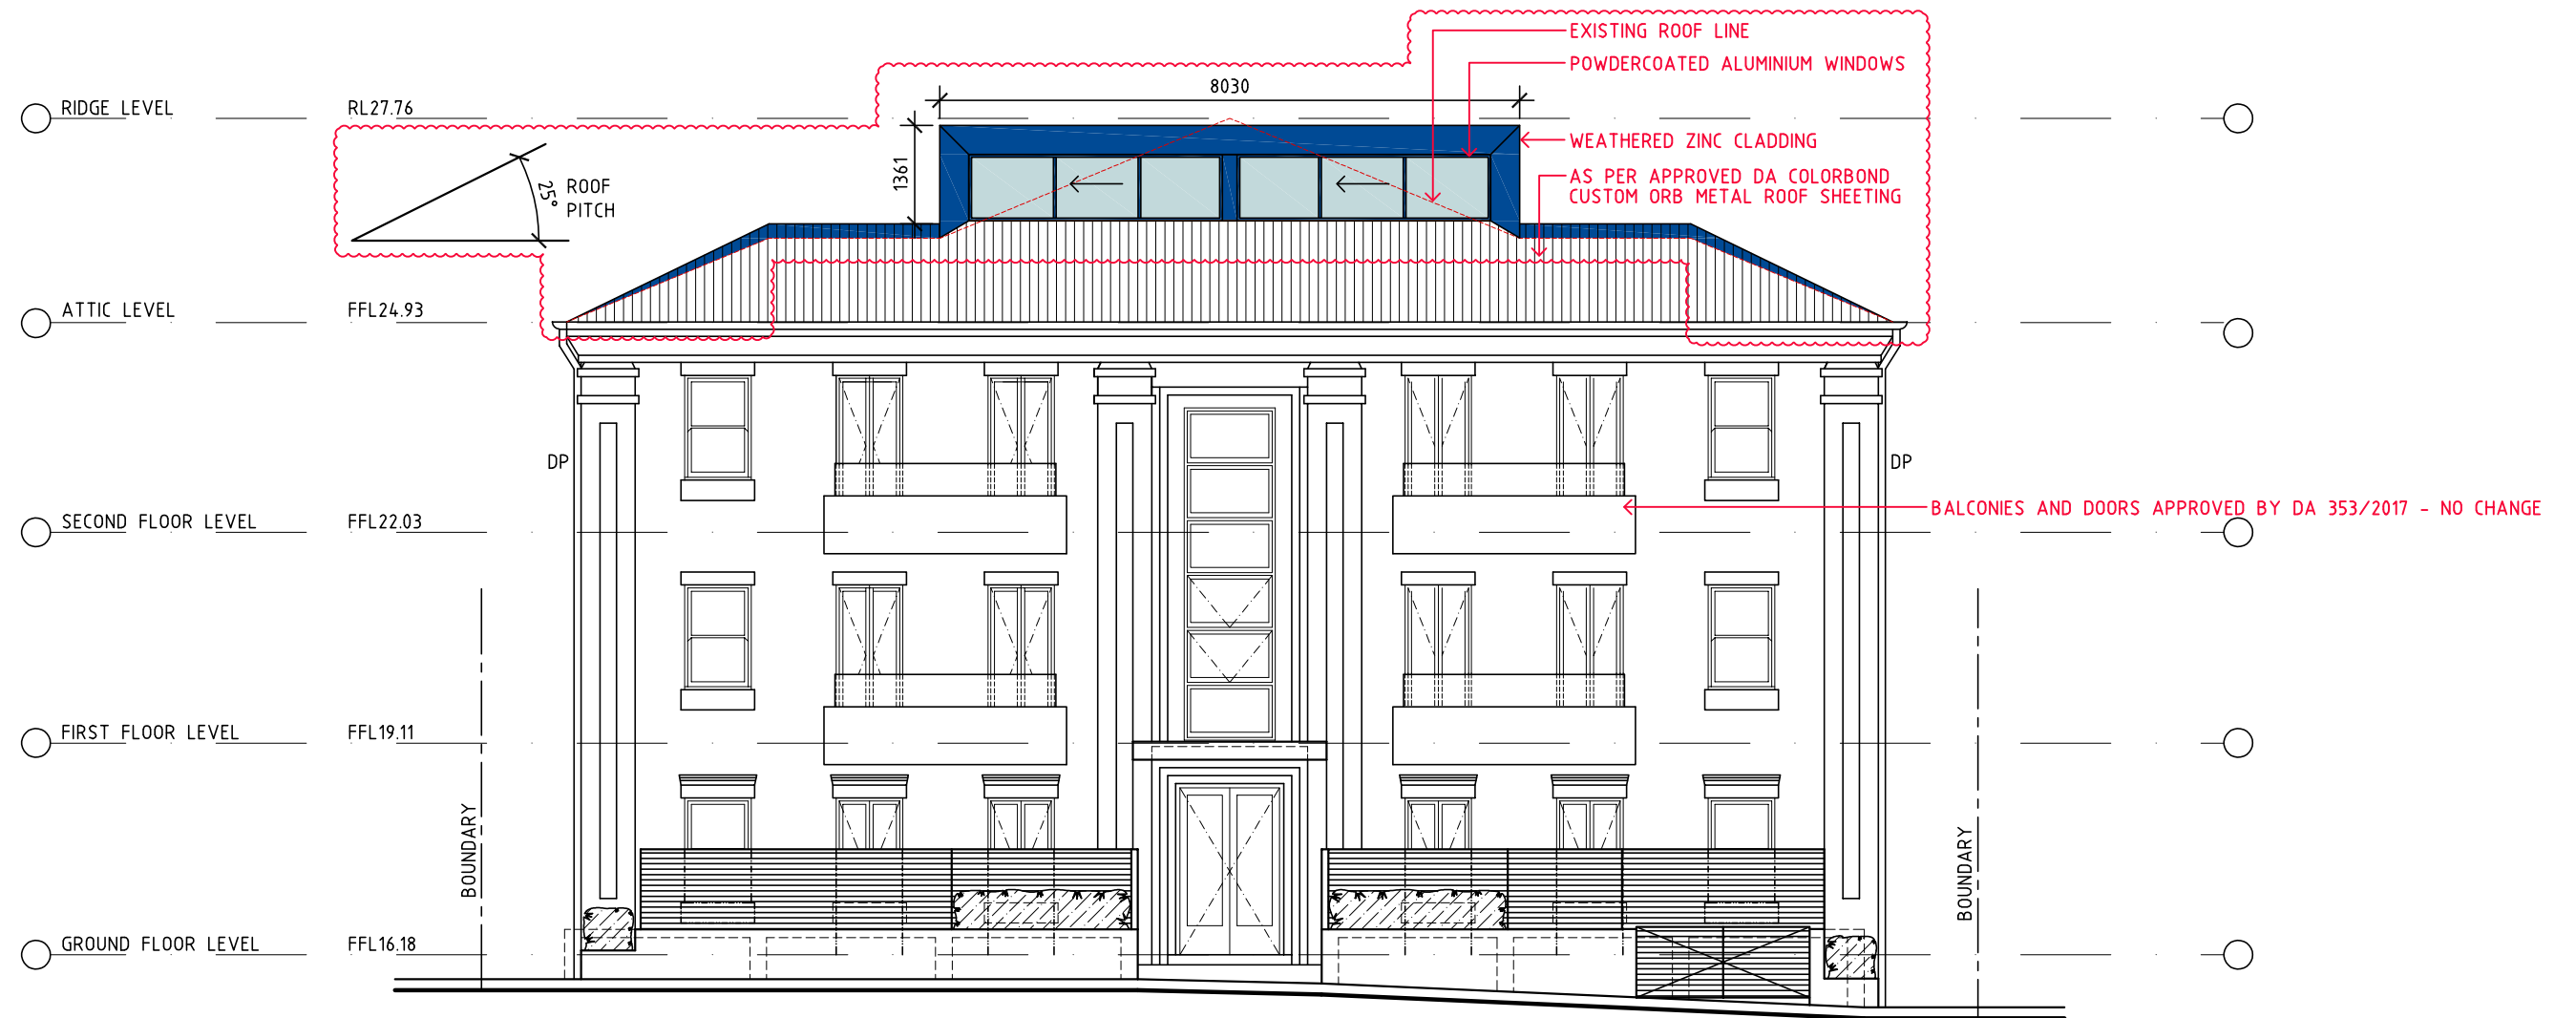 EXISTING ROOF LINE
POWDERCOATED ALUMINIUM WINDOWS
8030
RIDGE LEVEL RL27.76
WEATHERED ZINC CLADDING
1361
25° ROOF
PITCH
AS PER APPROVED DA COLORBOND
CUSTOM ORB METAL ROOF SHEETING
ATTIC LEVEL FFL24.93
DP
DP
BALCONIES AND DOORS APPROVED BY DA 353/2017 - NO CHANGE
SECOND FLOOR LEVEL FFL22.03
FIRST FLOOR LEVEL FFL19.11
BOUNDARY
BOUNDARY
GROUND FLOOR LEVEL FFL16.18